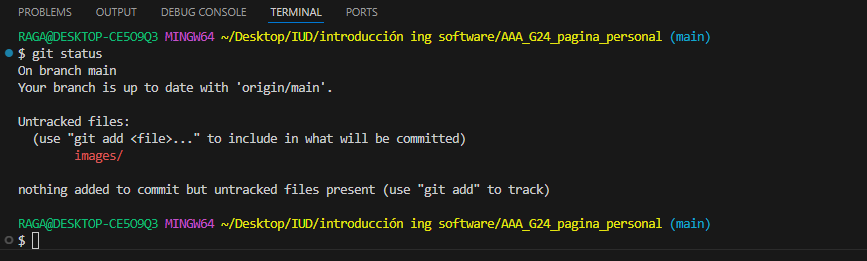 PROBLEMS OUTPUT DEBUG CONSOLE TERMINAL PORTS
RAGA@DESKTOP-CE5O9Q3 MINGW64 ~/Desktop/IUD/introducción ing software/AAA_G24_pagina_personal (main)
$ git status
On branch main
Your branch is up to date with 'origin/main'.
Untracked files:
(use "git add <file>..." to include in what will be committed)
images/
nothing added to commit but untracked files present (use "git add" to track)
RAGA@DESKTOP-CE5O9Q3 MINGW64 ~/Desktop/IUD/introducción ing software/AAA_G24_pagina_personal (main)
$